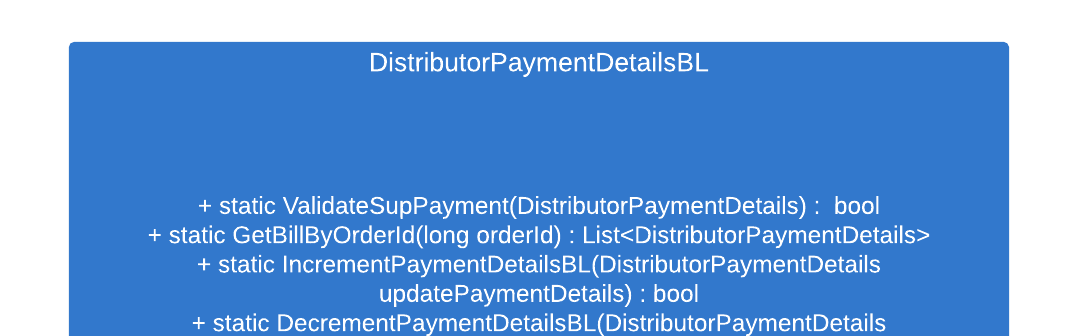 DistributorPaymentDetailsBL
+ static ValidateSupPayment(DistributorPaymentDetails) :  bool
+ static GetBillByOrderId(long orderId) : List<DistributorPaymentDetails>
+ static IncrementPaymentDetailsBL(DistributorPaymentDetails
updatePaymentDetails) : bool
+ static DecrementPaymentDetailsBL(DistributorPaymentDetails